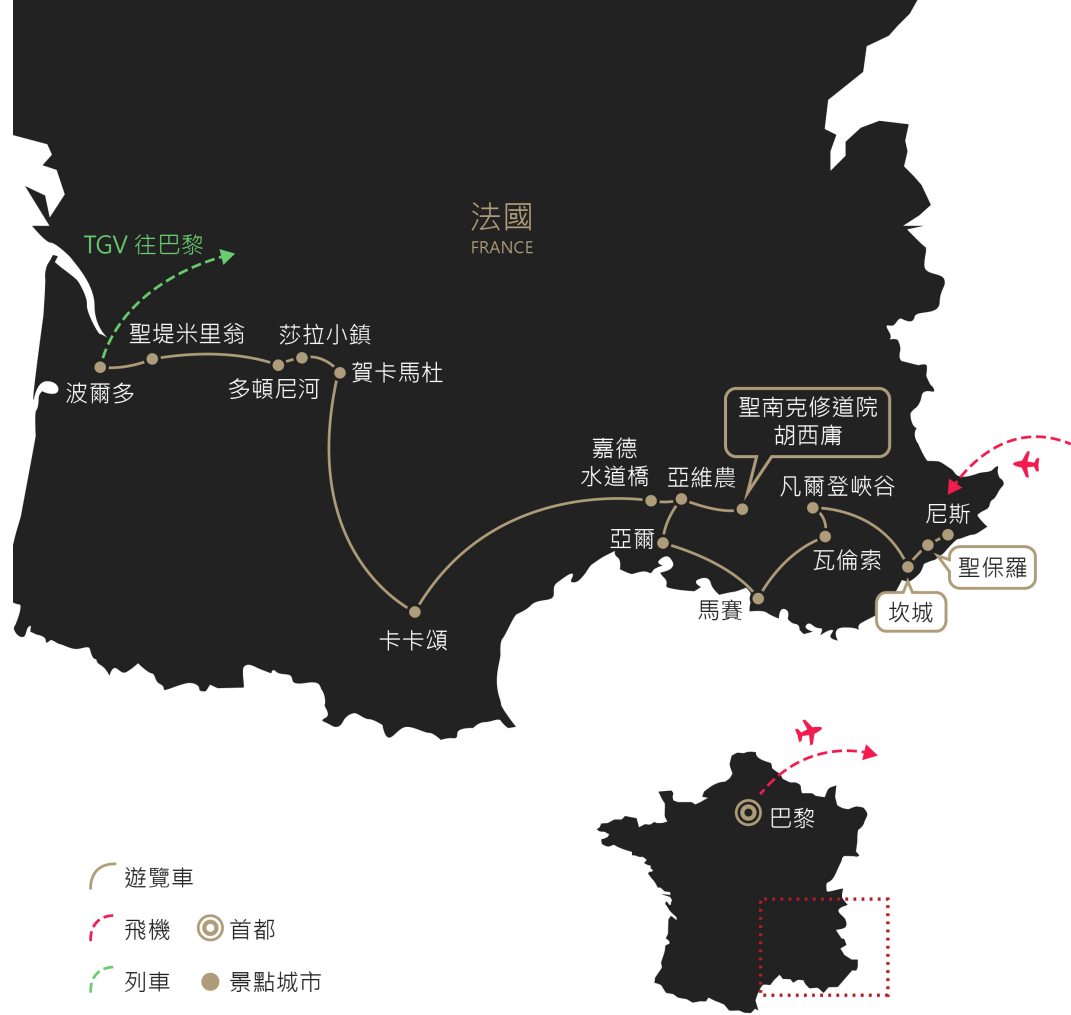 法國
FRANCE
TGV 往巴黎
聖堤米里翁
莎拉小鎮
波爾多
多頓尼河
賀卡馬杜
聖南克修道院
胡西庸
嘉德
水道橋
亞維農
凡爾登峽谷
尼斯
亞爾
瓦倫索
聖保羅
馬賽
坎城
卡卡頌
巴黎
遊覽車
飛機
首都
列車
景點城市